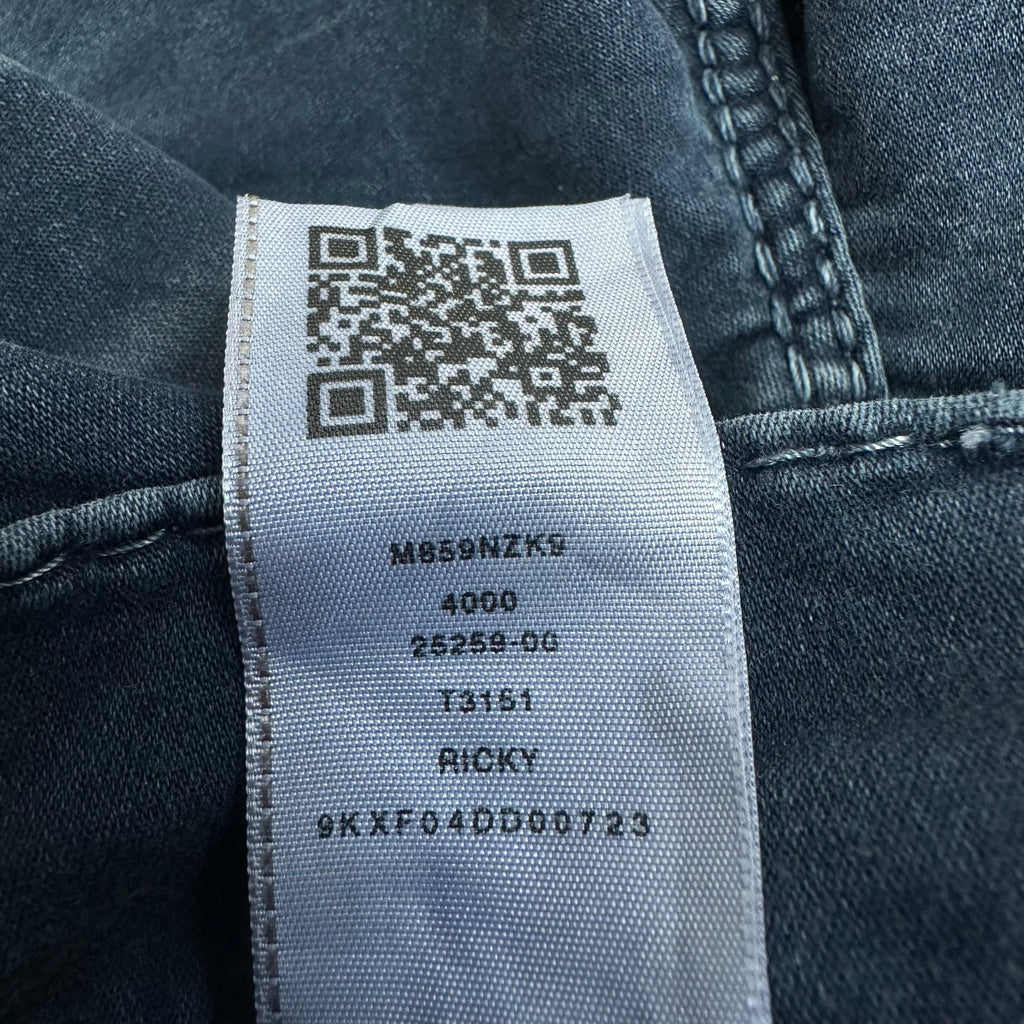 M859NZK9
4000
25259-00
T3151
RICKY
9KXF04DD00723